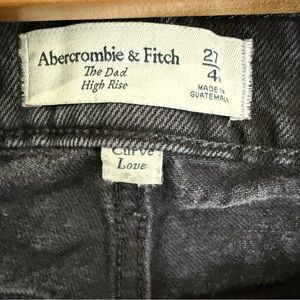 Abercrombie & Fitch
The Dad
High Rise
27
4
MADE IN
GUATEMALA
Curve
Love